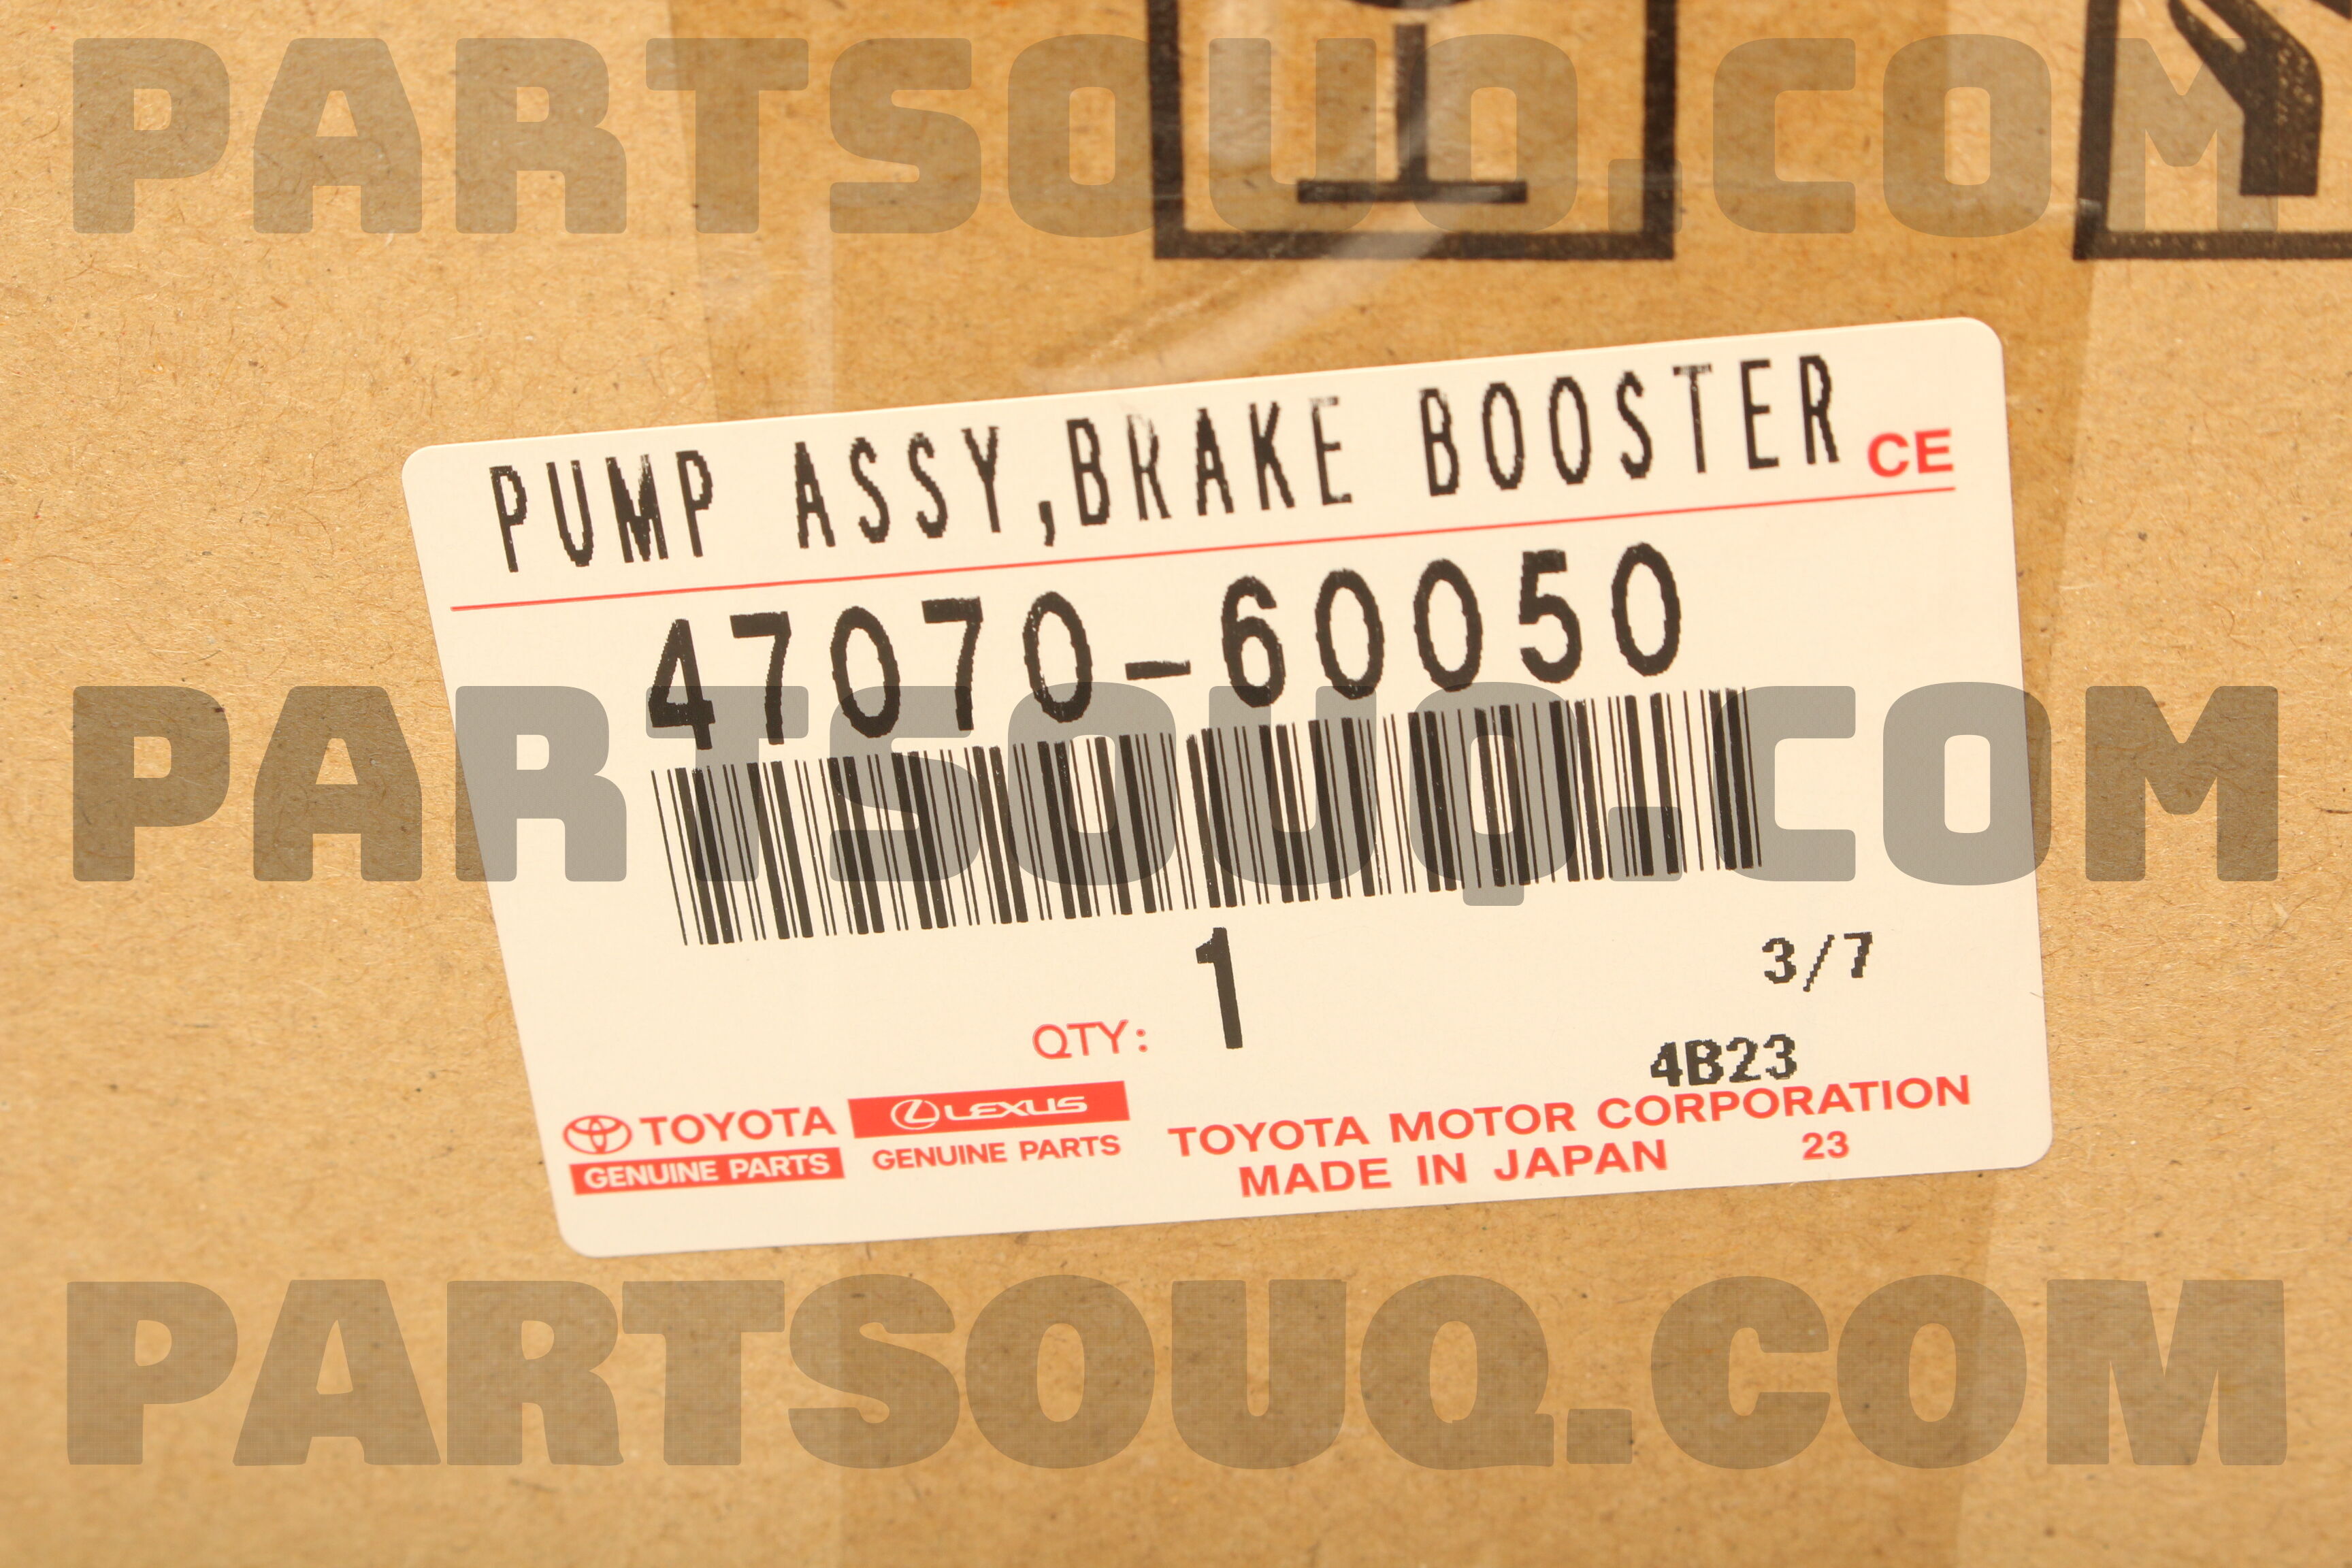 PARTSOUQ.COM
PUMP ASSY,BRAKE BOOSTER CE
47070-60050
PARTSOUQ.COM
QTY: 1
3/7
4B23
TOYOTA
GENUINE PARTS
LEXUS
GENUINE PARTS
TOYOTA MOTOR CORPORATION
MADE IN JAPAN 23
PARTSOUQ.COM